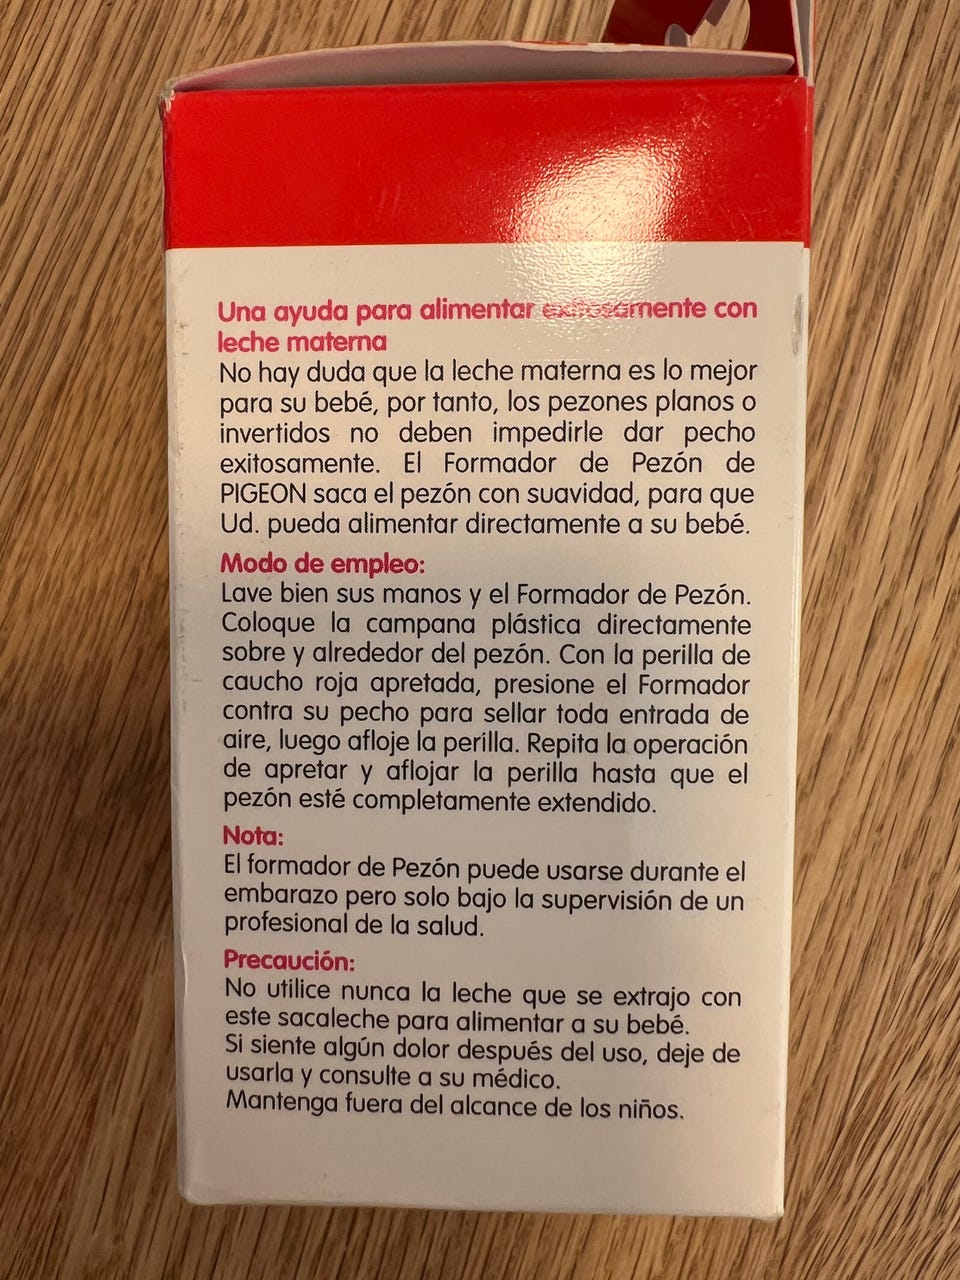 Una ayuda para alimentar exitosamente con
leche materna
No hay duda que la leche materna es lo mejor
para su bebé, por tanto, los pezones planos o
invertidos no deben impedirle dar pecho
exitosamente. El Formador de Pezón de
PIGEON saca el pezón con suavidad, para que
Ud. pueda alimentar directamente a su bebé.
Modo de empleo:
Lave bien sus manos y el Formador de Pezón.
Coloque la campana plástica directamente
sobre y alrededor del pezón. Con la perilla de
caucho roja apretada, presione el Formador
contra su pecho para sellar toda entrada de
aire, luego afloje la perilla. Repita la operación
de apretar y aflojar la perilla hasta que el
pezón esté completamente extendido.
Nota:
El formador de Pezón puede usarse durante el
embarazo pero solo bajo la supervisión de un
profesional de la salud.
Precaución:
No utilice nunca la leche que se extrajo con
este sacaleche para alimentar a su bebé.
Si siente algún dolor después del uso, deje de
usarla y consulte a su médico.
Mantenga fuera del alcance de los niños.